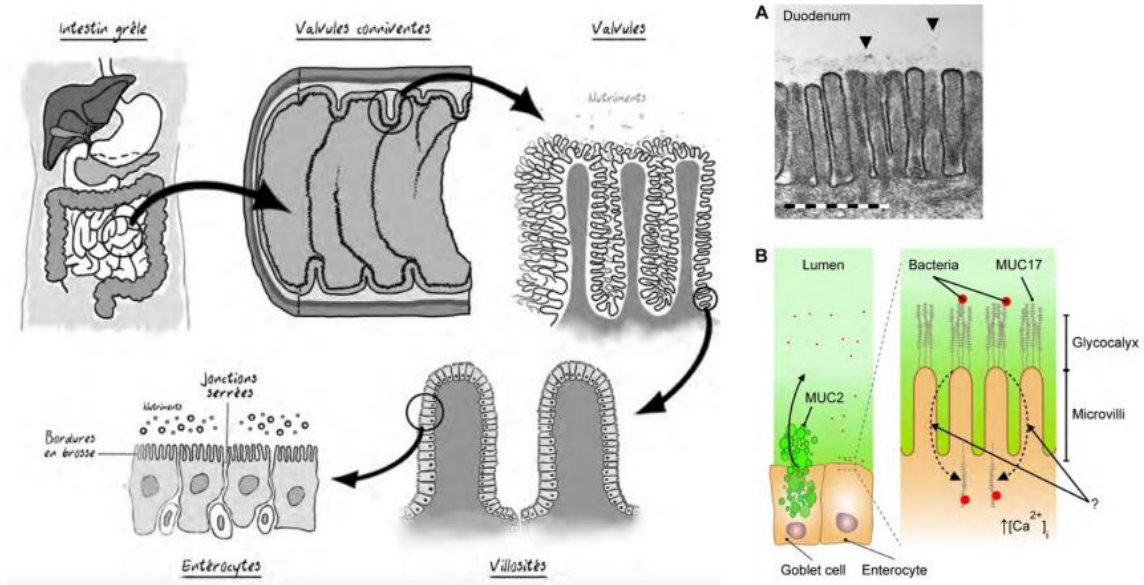 Intestin grêle
Valvules conniventes
Valvules
Nutriments
Jonctions
serrées
Nutriments
Bordures
en brosse
Entérocytes
Villosités
A
Duodenum
B
Lumen
Bacteria
MUC17
Glycocalyx
MUC2
Microvilli
?
↑[Ca²⁺]ᵢ
Goblet cell
Enterocyte